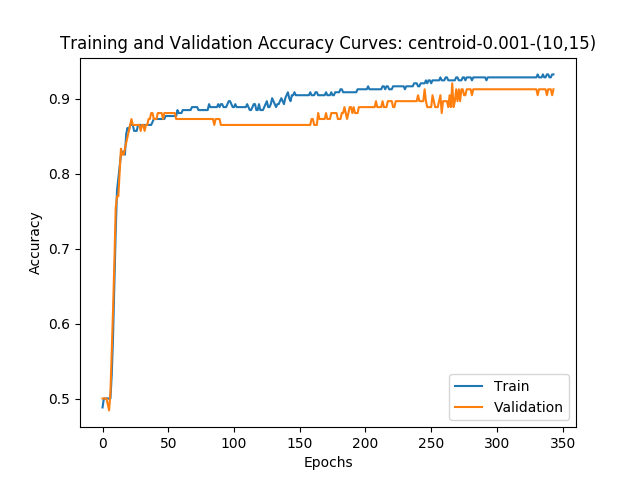 Training and Validation Accuracy Curves: centroid-0.001-(10,15)
0.9
0.8
0.7
0.6
0.5
Accuracy
Train
Validation
0 50 100 150 200 250 300 350
Epochs